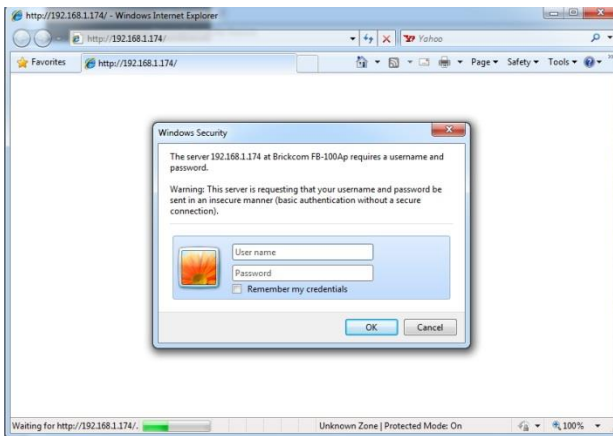 http://192.168.1.174/ - Windows Internet Explorer
http://192.168.1.174/
Yahoo
Favorites
http://192.168.1.174/
Page
Safety
Tools
Windows Security
The server 192.168.1.174 at Brickcom FB-100Ap requires a username and
password.
Warning: This server is requesting that your username and password be
sent in an insecure manner (basic authentication without a secure
connection).
User name
Password
Remember my credentials
OK
Cancel
Waiting for http://192.168.1.174/.
Unknown Zone | Protected Mode: On
100%